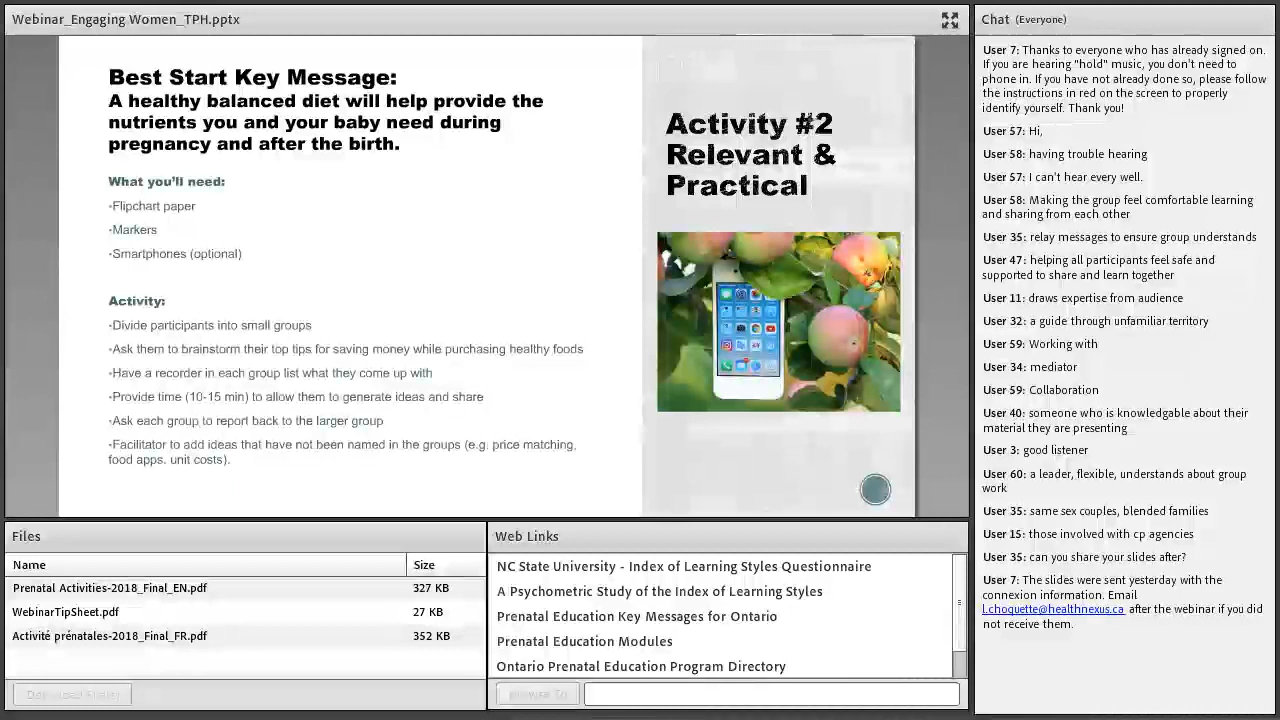 Webinar_Engaging Women_TPH.pptx
Best Start Key Message:
A healthy balanced diet will help provide the
nutrients you and your baby need during
pregnancy and after the birth.
What you'll need:
•Flipchart paper
•Markers
•Smartphones (optional)
Activity:
•Divide participants into small groups
•Ask them to brainstorm their top tips for saving money while purchasing healthy foods
•Have a recorder in each group list what they come up with
•Provide time (10-15 min) to allow them to generate ideas and share
•Ask each group to report back to the larger group
•Facilitator to add ideas that have not been named in the groups (e.g. price matching,
food apps. unit costs).
Activity #2
Relevant &
Practical
Files
Name Size
Prenatal Activities-2018_Final_EN.pdf 327 KB
WebinarTipSheet.pdf 27 KB
Activité prénatales-2018_Final_FR.pdf 352 KB
Web Links
NC State University - Index of Learning Styles Questionnaire
A Psychometric Study of the Index of Learning Styles
Prenatal Education Key Messages for Ontario
Prenatal Education Modules
Ontario Prenatal Education Program Directory
Browse To
Chat (Everyone)
User 7: Thanks to everyone who has already signed on.
If you are hearing "hold" music, you don't need to
phone in. If you have not already done so, please follow
the instructions in red on the screen to properly
identify yourself. Thank you!
User 57: Hi,
User 58: having trouble hearing
User 57: I can't hear every well.
User 58: Making the group feel comfortable learning
and sharing from each other
User 35: relay messages to ensure group understands
User 47: helping all participants feel safe and
supported to share and learn together
User 11: draws expertise from audience
User 32: a guide through unfamiliar territory
User 59: Working with
User 34: mediator
User 59: Collaboration
User 40: someone who is knowledgable about their
material they are presenting
User 3: good listener
User 60: a leader, flexible, understands about group
work
User 35: same sex couples, blended families
User 15: those involved with cp agencies
User 35: can you share your slides after?
User 7: The slides were sent yesterday with the
connexion information. Email
l.choquette@healthnexus.ca after the webinar if you did
not receive them.